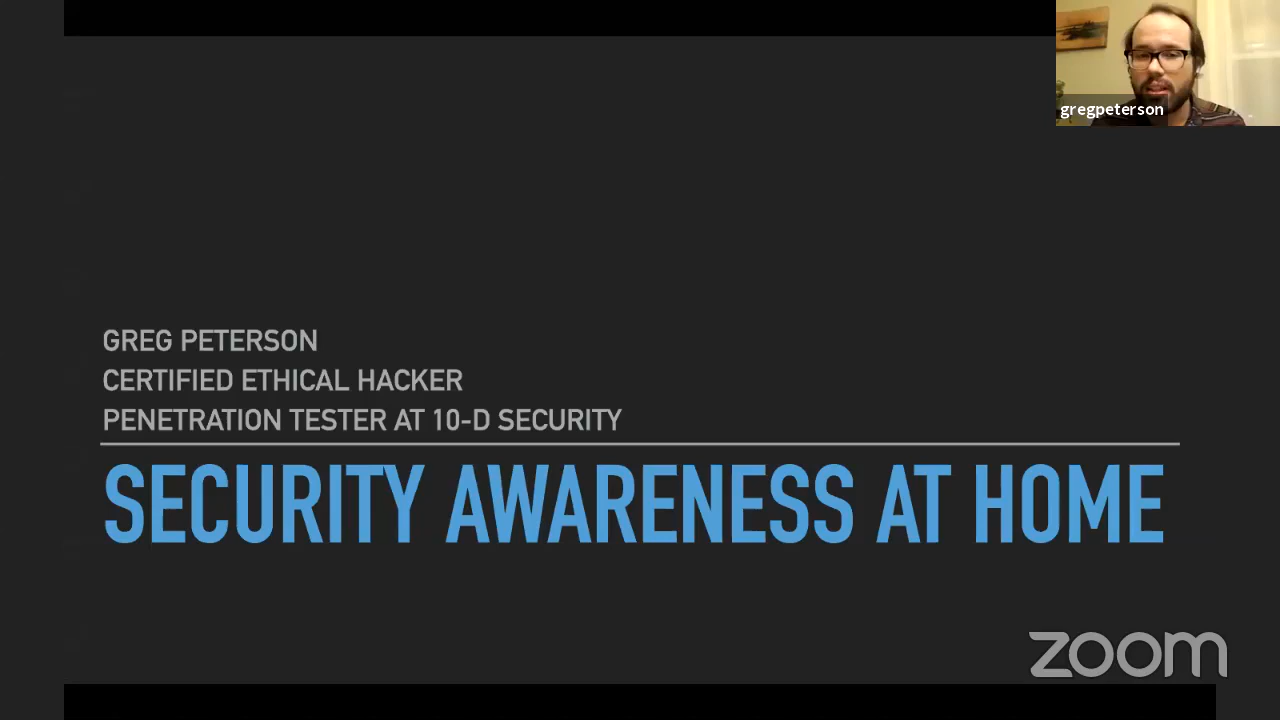 gregpeterson
GREG PETERSON
CERTIFIED ETHICAL HACKER
PENETRATION TESTER AT 10-D SECURITY
SECURITY AWARENESS AT HOME
zoom